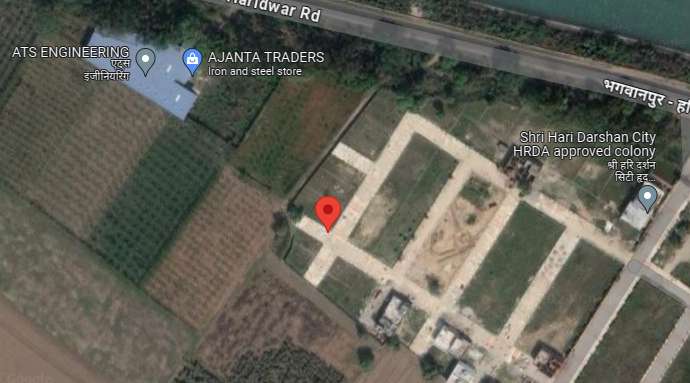 Haridwar Rd
ATS ENGINEERING
एट्स
इंजीनियरिंग
AJANTA TRADERS
Iron and steel store
भगवानपुर - ह
Shri Hari Darshan City
HRDA approved colony
श्री हरि दर्शन
सिटी हृद...
Google